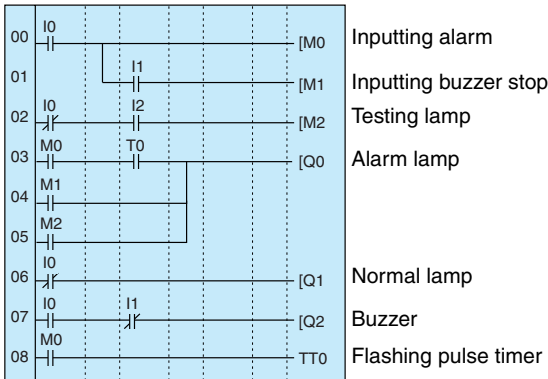 I0
00 [M0 Inputting alarm
I1
01 [M1 Inputting buzzer stop
I0 I2
02 [M2 Testing lamp
M0 T0
03 [Q0 Alarm lamp
M1
04
M2
05
I0
06 [Q1 Normal lamp
I0 I1
07 [Q2 Buzzer
M0
08 TT0 Flashing pulse timer